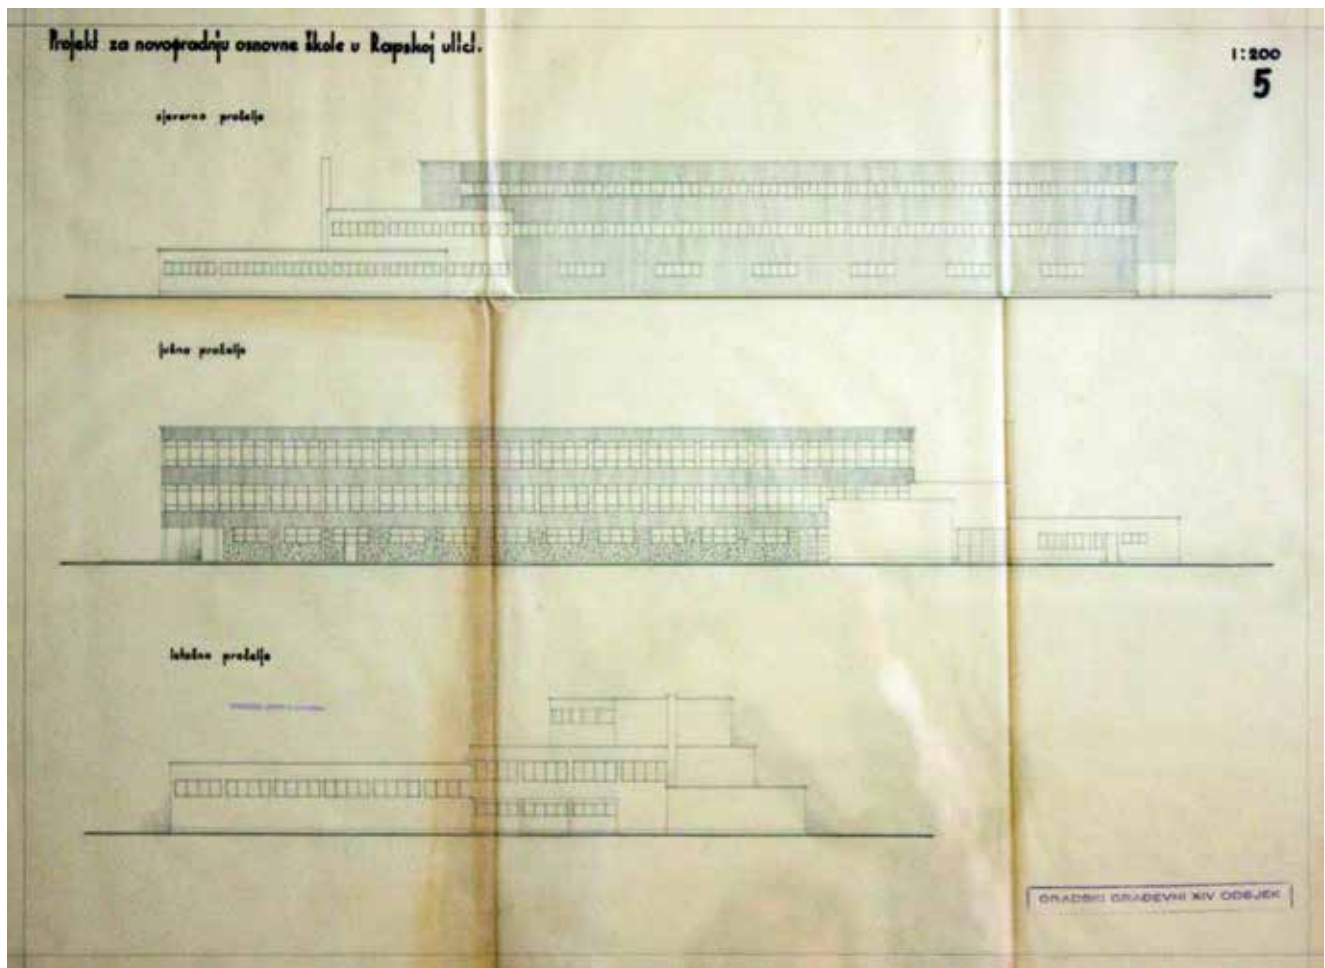 Projekt za novogradnju osnovne škole u Rapskoj ulici.
1:200
5
sjeverno pročelje
južno pročelje
istočno pročelje
GRADSKI GRAĐEVNI XIV ODSJEK